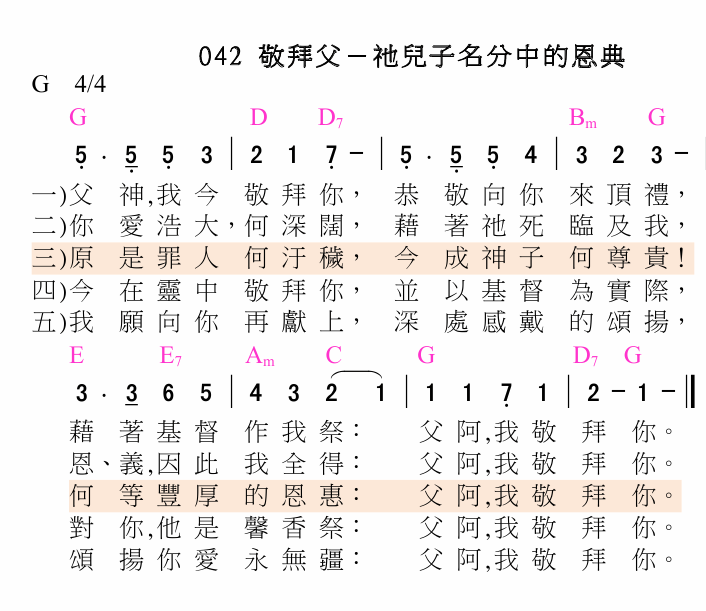 042 敬拜父－祂兒子名分中的恩典
G 4/4
G D D7 Bm G
5 . 5 5 3 | 2 1 7 － | 5 . 5 5 4 | 3 2 3 － |
一)父 神,我 今 敬 拜 你， 恭 敬 向 你 來 頂 禮，
二)你 愛 浩 大，何 深 闊， 藉 著 祂 死 臨 及 我，
三)原 是 罪 人 何 汙 穢， 今 成 神 子 何 尊 貴！
四)今 在 靈 中 敬 拜 你， 並 以 基 督 為 實 際，
五)我 願 向 你 再 獻 上， 深 處 感 戴 的 頌 揚，
E E7 Am C G D7 G
3 . 3 6 5 | 4 3 2 1 | 1 1 7 1 | 2 － 1 － ‖
藉 著 基 督 作 我 祭： 父 阿,我 敬 拜 你。
恩、義,因 此 我 全 得： 父 阿,我 敬 拜 你。
何 等 豐 厚 的 恩 惠： 父 阿,我 敬 拜 你。
對 你,他 是 馨 香 祭： 父 阿,我 敬 拜 你。
頌 揚 你 愛 永 無 疆： 父 阿,我 敬 拜 你。